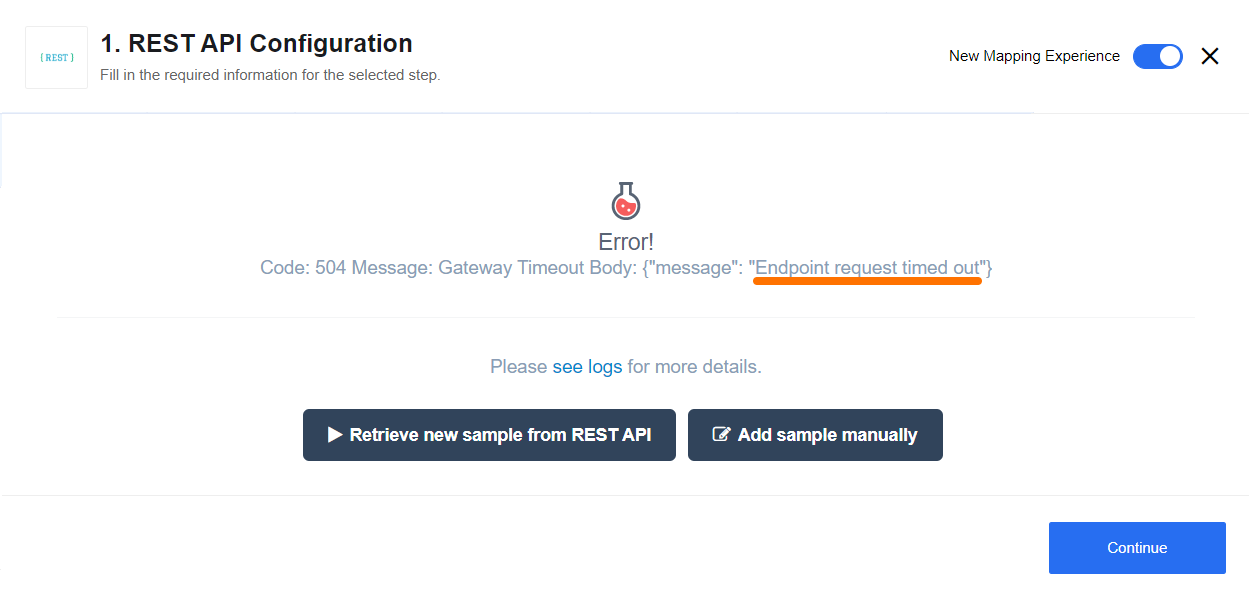 { REST }
1. REST API Configuration
Fill in the required information for the selected step.
New Mapping Experience
Error!
Code: 504 Message: Gateway Timeout Body: {"message": "Endpoint request timed out"}
Please see logs for more details.
Retrieve new sample from REST API
Add sample manually
Continue